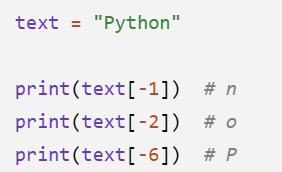 text = "Python"
print(text[-1])  # n
print(text[-2])  # o
print(text[-6])  # P